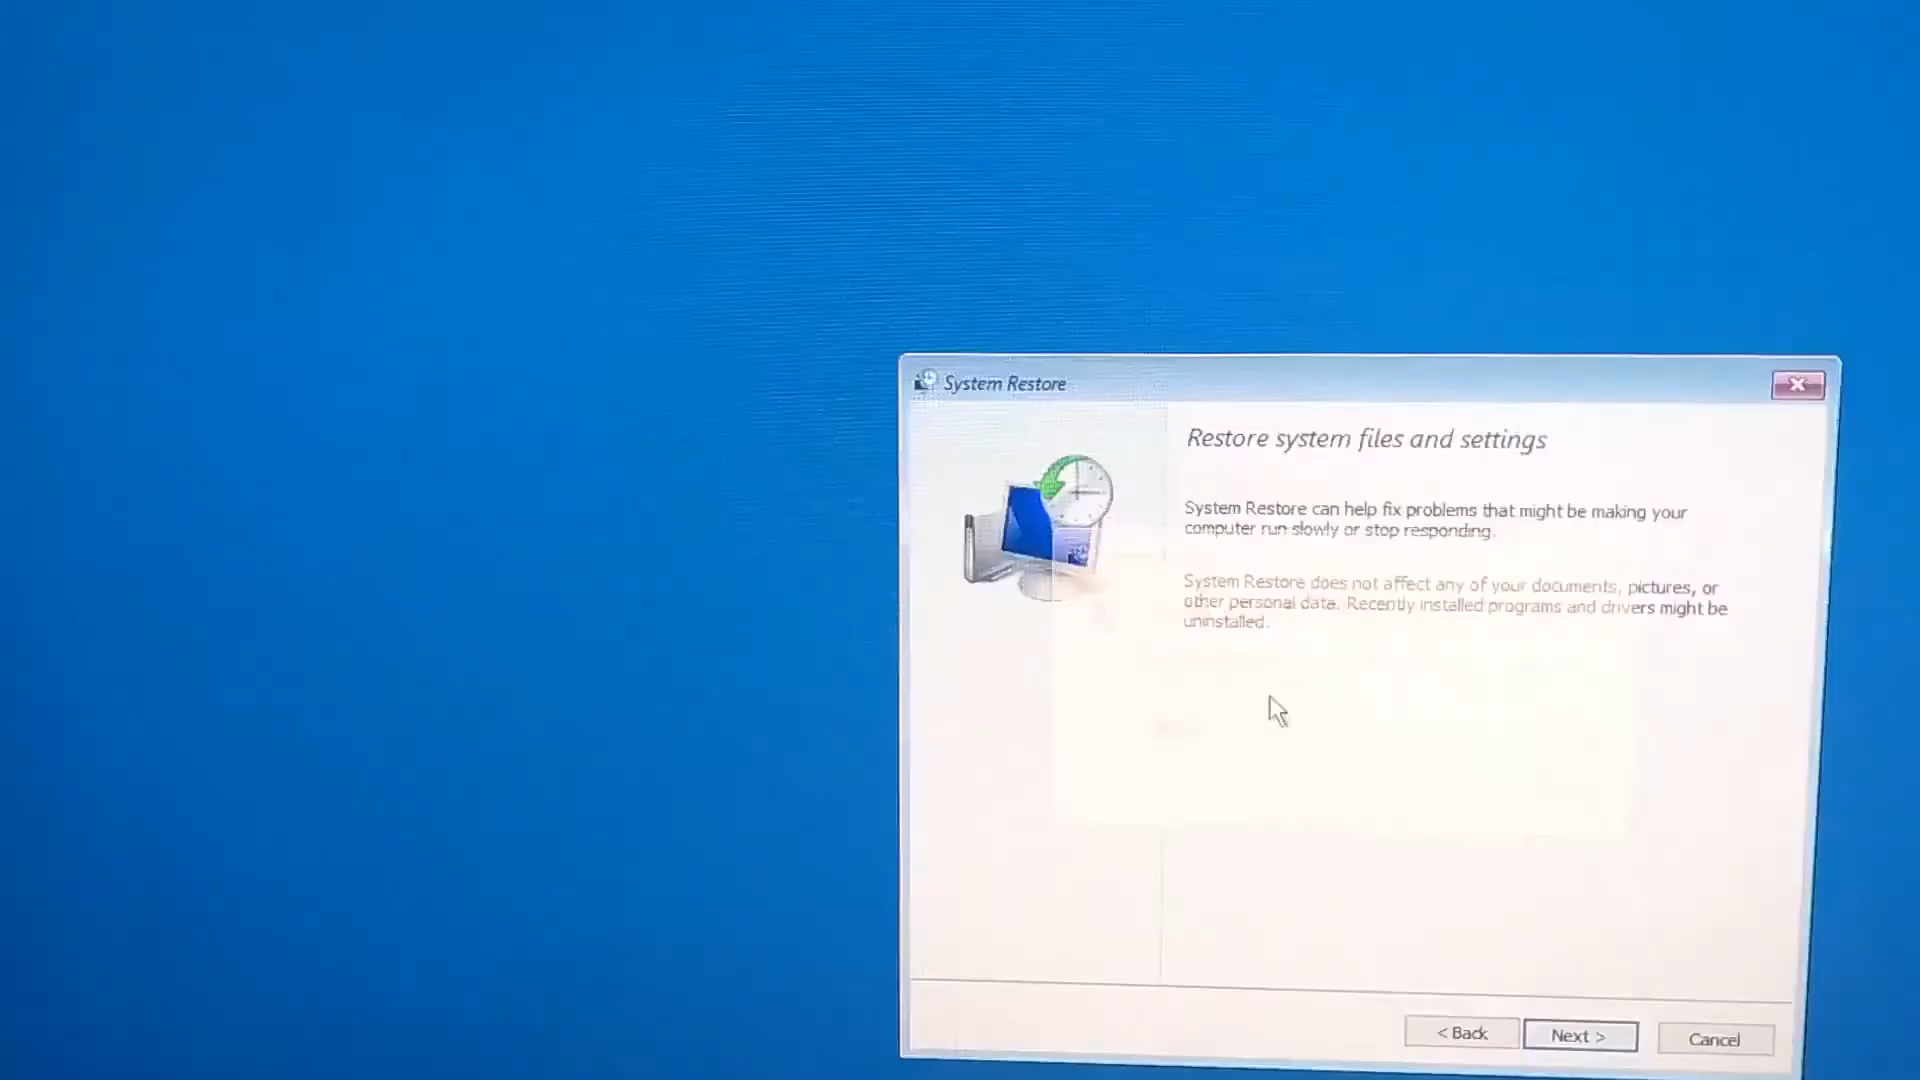 System Restore
Restore system files and settings
System Restore can help fix problems that might be making your
computer run slowly or stop responding.
System Restore does not affect any of your documents, pictures, or
other personal data. Recently installed programs and drivers might be
uninstalled.
< Back
Next >
Cancel